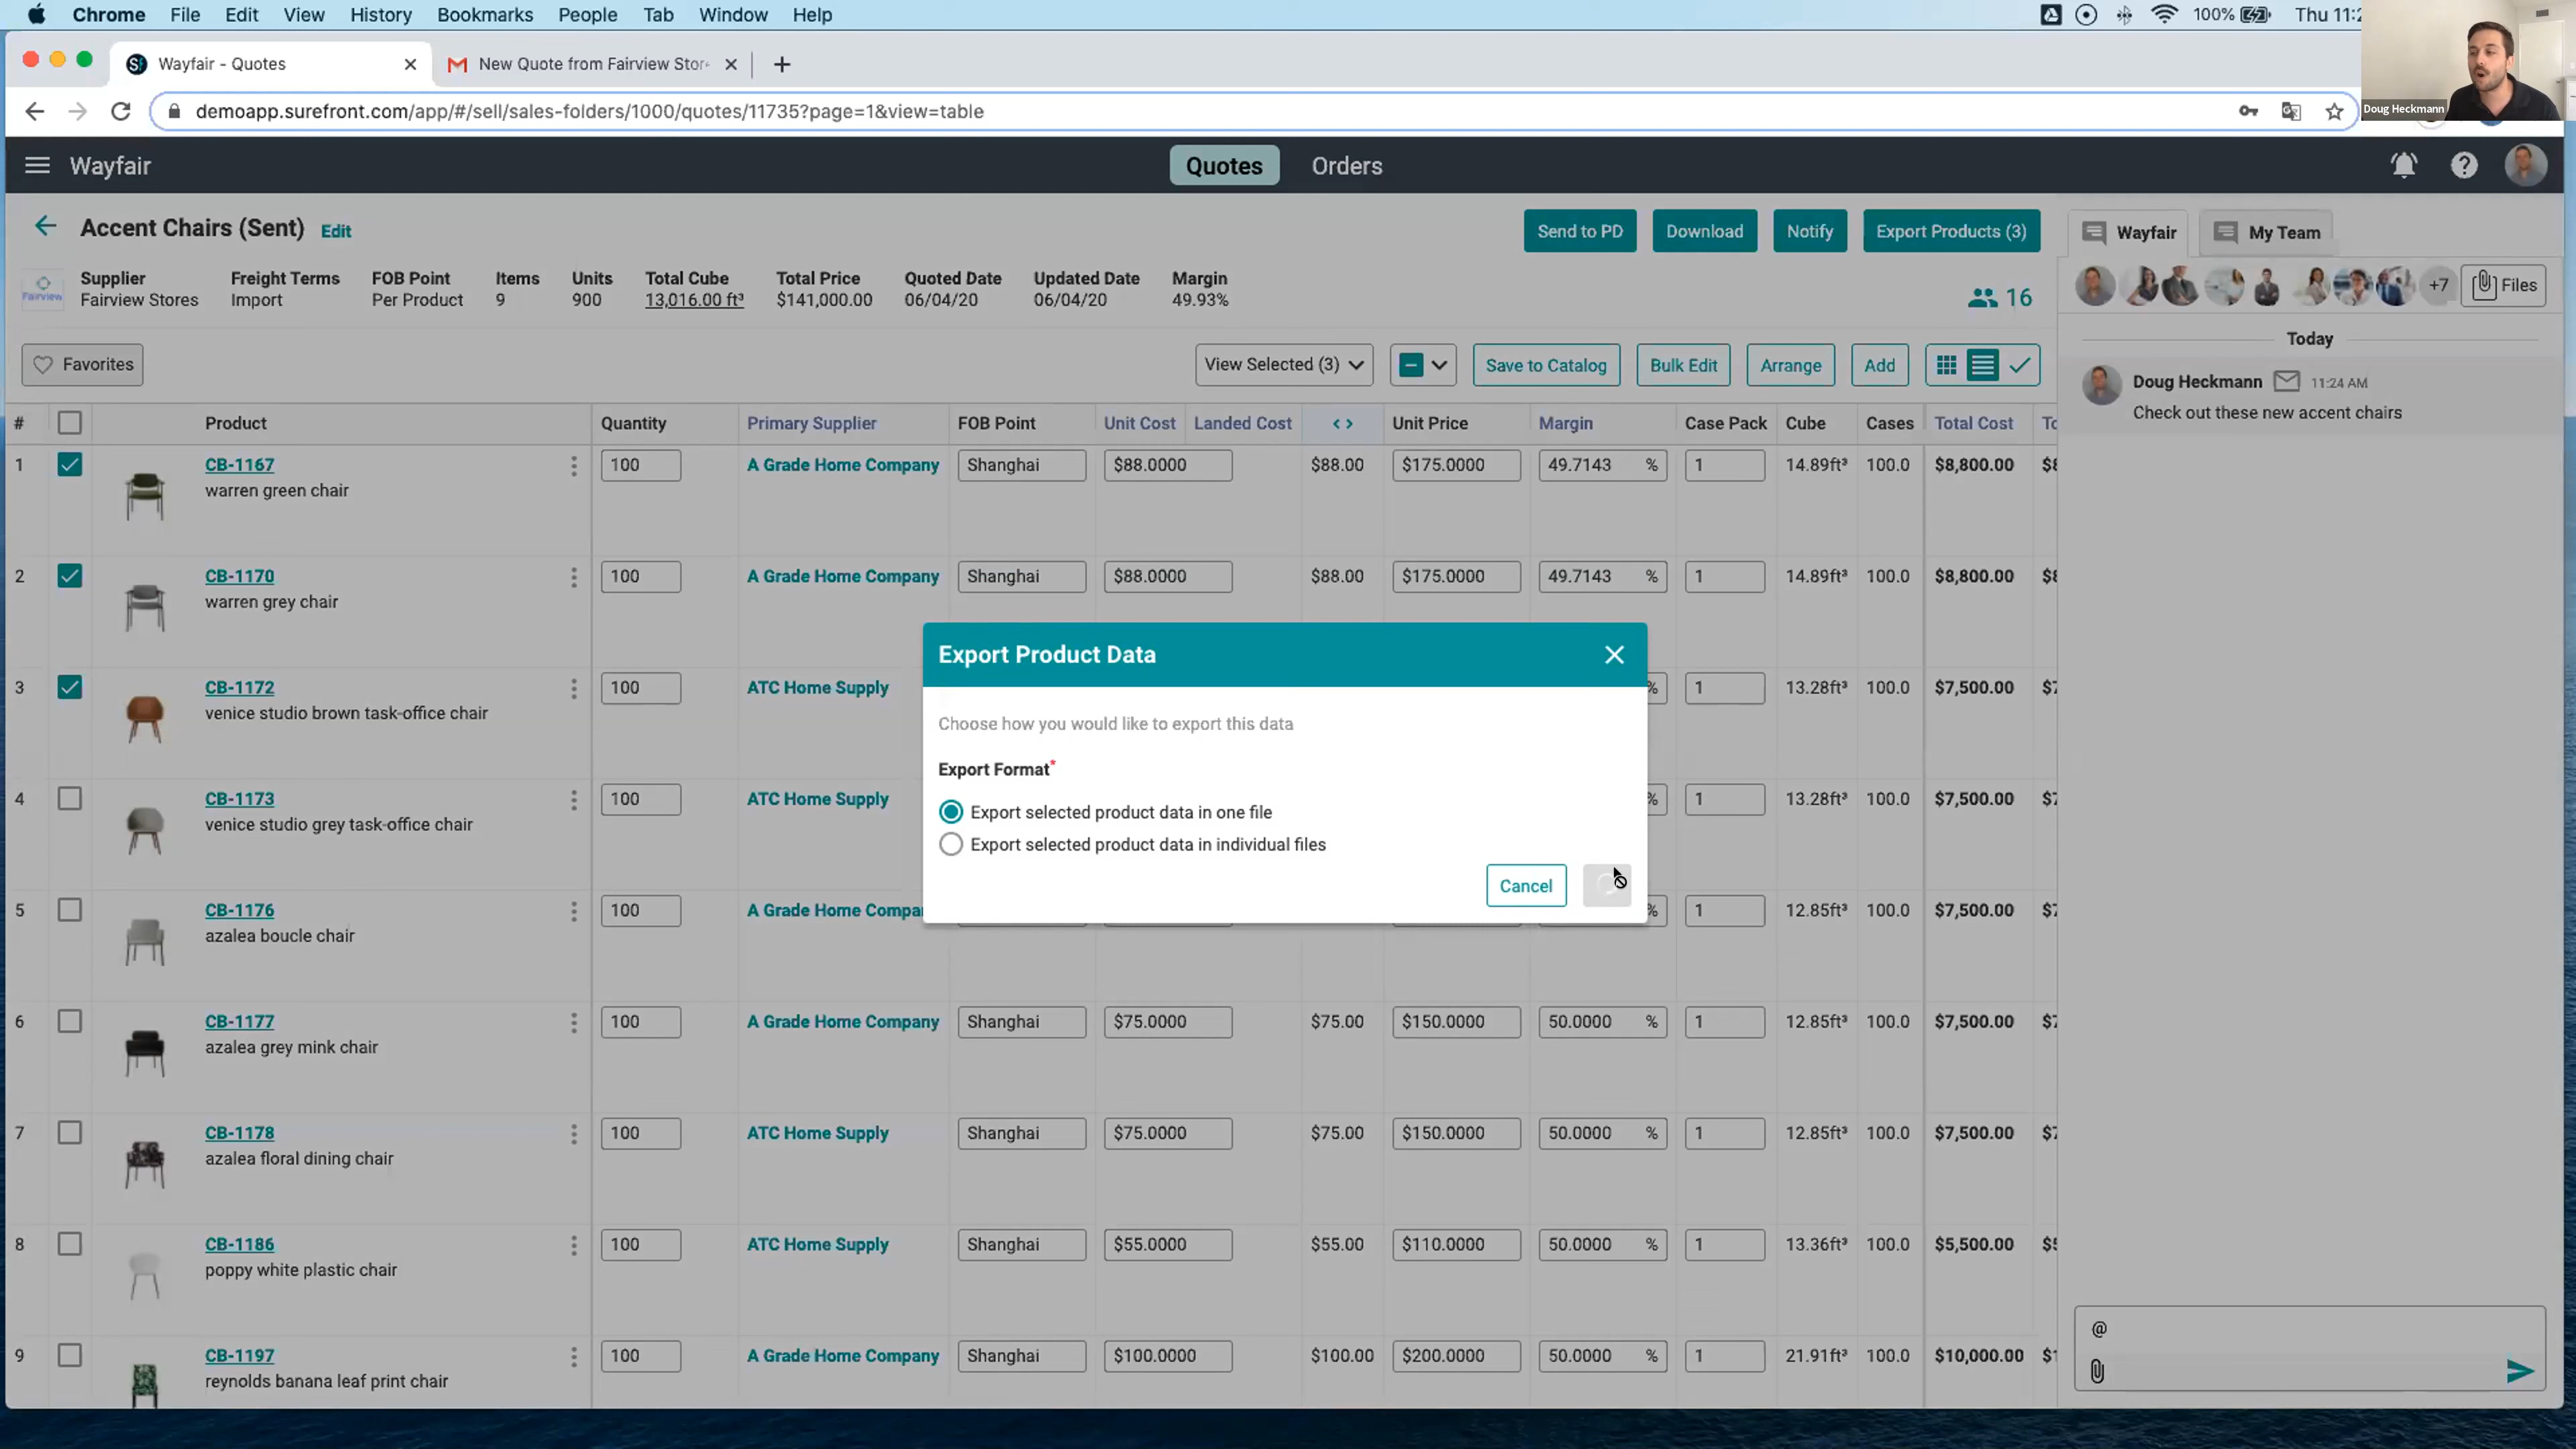 Chrome File Edit View History Bookmarks People Tab Window Help 100%
Wayfair - Quotes New Quote from Fairview Stor
Doug Heckmann
demoapp.surefront.com/app/#/sell/sales-folders/1000/quotes/11735?page=1&view=table
Wayfair Quotes Orders
Accent Chairs (Sent) Edit Send to PD Download Notify Export Products (3) Wayfair My Team
Supplier Freight Terms FOB Point Items Units Total Cube Total Price Quoted Date Updated Date Margin
Fairview Fairview Stores Import Per Product 9 900 13,016.00 ft³ $141,000.00 06/04/20 06/04/20 49.93% 16 +7 Files
Today
Favorites View Selected (3) Save to Catalog Bulk Edit Arrange Add
Doug Heckmann 11:24 AM
Check out these new accent chairs
# Product Quantity Primary Supplier FOB Point Unit Cost Landed Cost <> Unit Price Margin Case Pack Cube Cases Total Cost
1 CB-1167 100 A Grade Home Company Shanghai $88.0000 $88.00 $175.0000 49.7143 % 1 14.89ft³ 100.0 $8,800.00
warren green chair
2 CB-1170 100 A Grade Home Company Shanghai $88.0000 $88.00 $175.0000 49.7143 % 1 14.89ft³ 100.0 $8,800.00
warren grey chair
3 CB-1172 100 ATC Home Supply % 1 13.28ft³ 100.0 $7,500.00
venice studio brown task-office chair
4 CB-1173 100 ATC Home Supply % 1 13.28ft³ 100.0 $7,500.00
venice studio grey task-office chair
5 CB-1176 100 A Grade Home Compa % 1 12.85ft³ 100.0 $7,500.00
azalea boucle chair
6 CB-1177 100 A Grade Home Company Shanghai $75.0000 $75.00 $150.0000 50.0000 % 1 12.85ft³ 100.0 $7,500.00
azalea grey mink chair
7 CB-1178 100 ATC Home Supply Shanghai $75.0000 $75.00 $150.0000 50.0000 % 1 12.85ft³ 100.0 $7,500.00
azalea floral dining chair
8 CB-1186 100 ATC Home Supply Shanghai $55.0000 $55.00 $110.0000 50.0000 % 1 13.36ft³ 100.0 $5,500.00
poppy white plastic chair
9 CB-1197 100 A Grade Home Company Shanghai $100.0000 $100.00 $200.0000 50.0000 % 1 21.91ft³ 100.0 $10,000.00
reynolds banana leaf print chair
Export Product Data
Choose how you would like to export this data
Export Format*
Export selected product data in one file
Export selected product data in individual files
Cancel
@